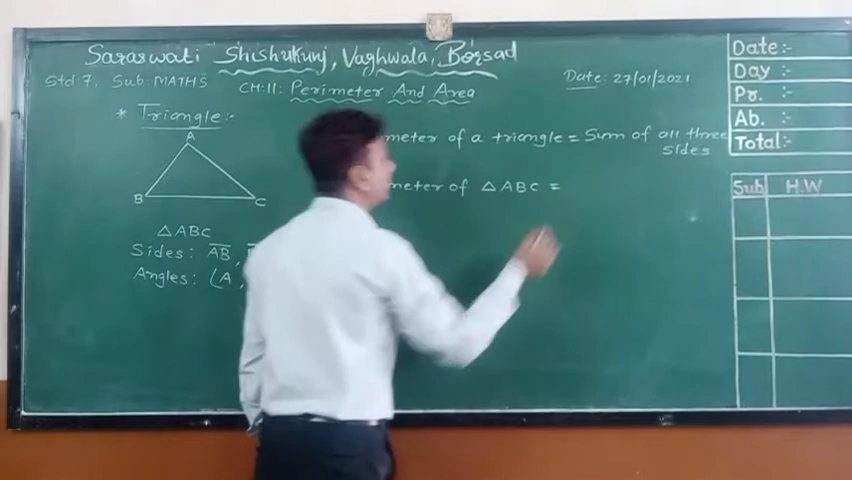 Saraswati Shishukunj, Vaghwala, Borsad
Std:7, Sub: MATHS
CH:11: Perimeter And Area
Date: 27/01/2021
* Triangle:-
A
B
C
meter of a triangle = Sum of all three
sides
meter of △ABC =
△ABC
Sides: AB,
Angles: ∠A,
Date:-
Day :-
Pr. :-
Ab. :-
Total:-
Sub H.W